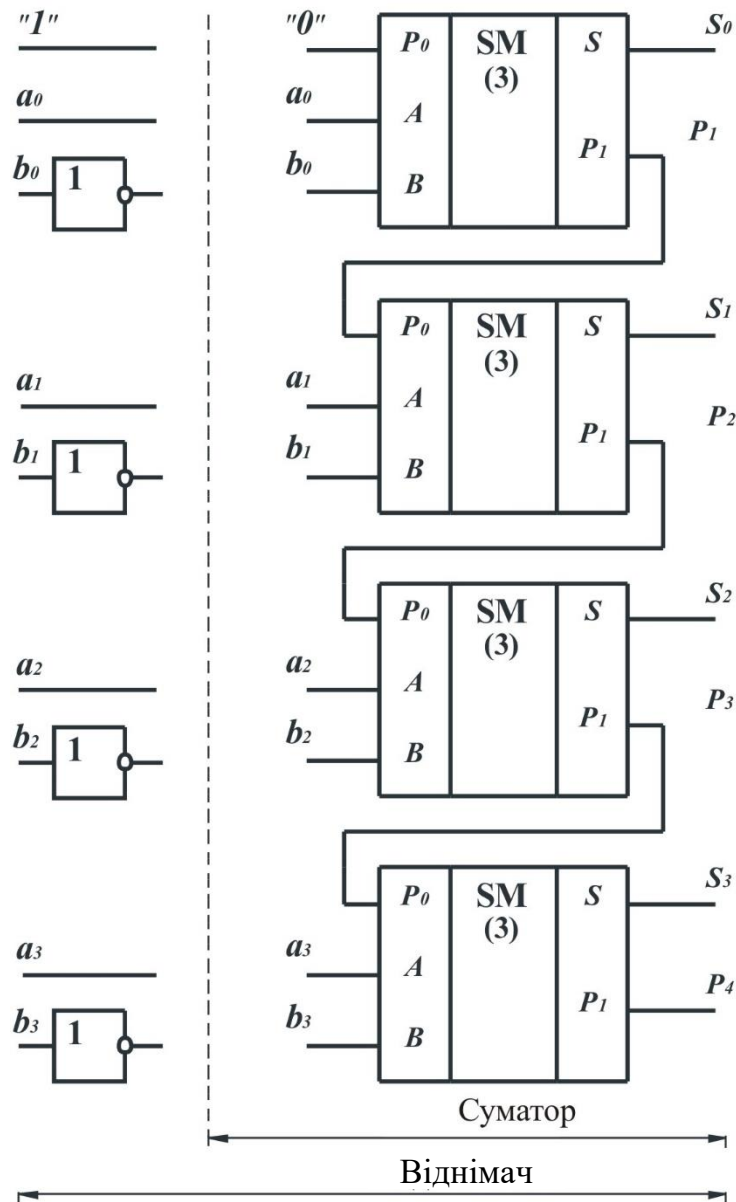 "1" "0" P₀ SM S S₀
(3)
a₀ a₀ A P₁ P₁
b₀ 1 b₀ B
P₀ SM S S₁
(3)
a₁ a₁ A P₁ P₂
b₁ 1 b₁ B
P₀ SM S S₂
(3)
a₂ a₂ A P₁ P₃
b₂ 1 b₂ B
P₀ SM S S₃
(3)
a₃ a₃ A P₁ P₄
b₃ 1 b₃ B
Суматор
Віднімач